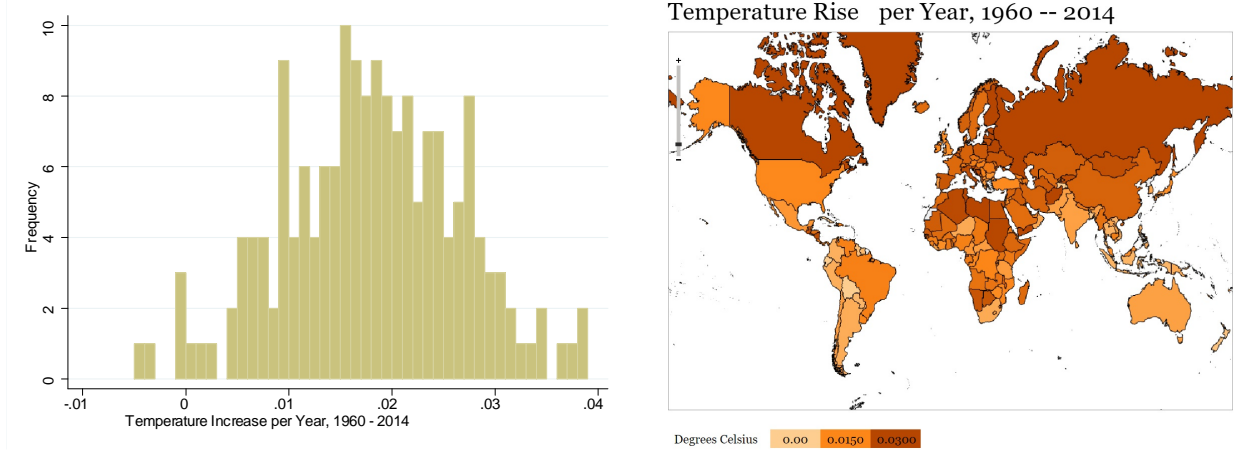 Temperature Rise per Year, 1960 -- 2014
10
8
6
4
2
0
Frequency
-.01 0 .01 .02 .03 .04
Temperature Increase per Year, 1960 - 2014
+
-
Degrees Celsius 0.00 0.0150 0.0300